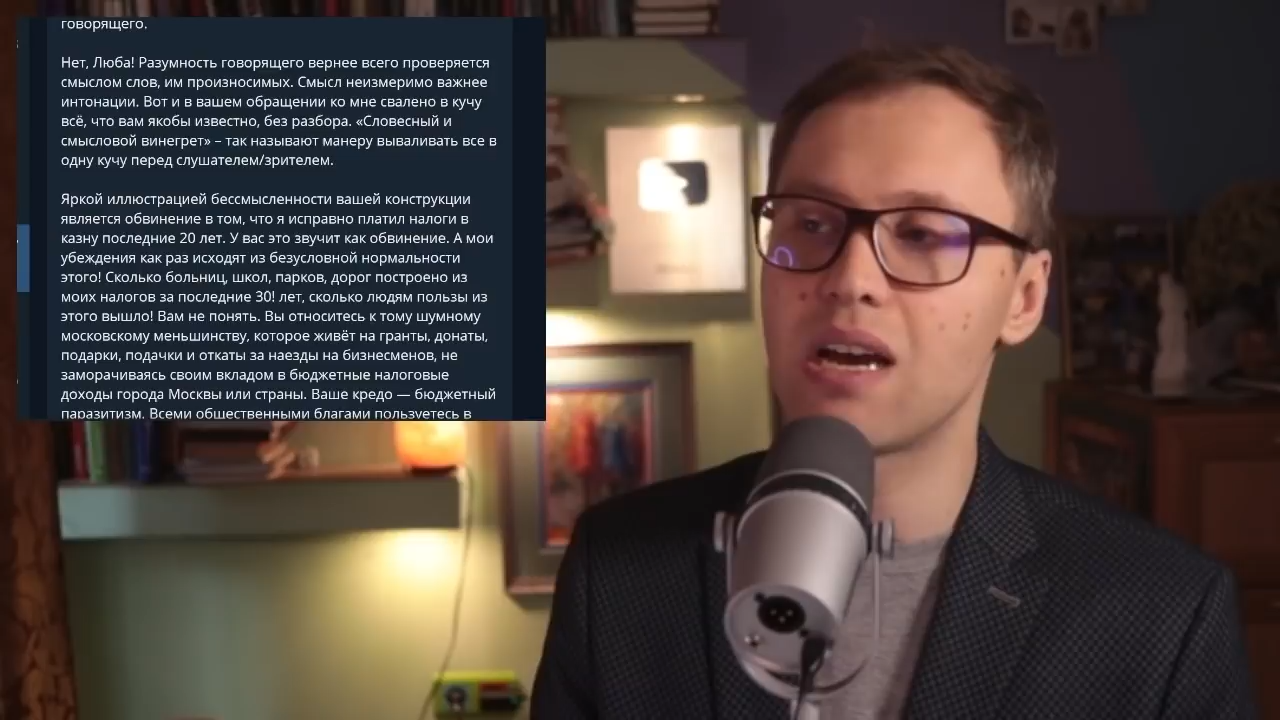 говорящего.
Нет, Люба! Разумность говорящего вернее всего проверяется
смыслом слов, им произносимых. Смысл неизмеримо важнее
интонации. Вот и в вашем обращении ко мне свалено в кучу
всё, что вам якобы известно, без разбора. «Словесный и
смысловой винегрет» – так называют манеру вываливать все в
одну кучу перед слушателем/зрителем.
Яркой иллюстрацией бессмысленности вашей конструкции
является обвинение в том, что я исправно платил налоги в
казну последние 20 лет. У вас это звучит как обвинение. А мои
убеждения как раз исходят из безусловной нормальности
этого! Сколько больниц, школ, парков, дорог построено из
моих налогов за последние 30! лет, сколько людям пользы из
этого вышло! Вам не понять. Вы относитесь к тому шумному
московскому меньшинству, которое живёт на гранты, донаты,
подарки, подачки и откаты за наезды на бизнесменов, не
заморачиваясь своим вкладом в бюджетные налоговые
доходы города Москвы или страны. Ваше кредо — бюджетный
паразитизм. Всеми общественными благами пользуетесь в